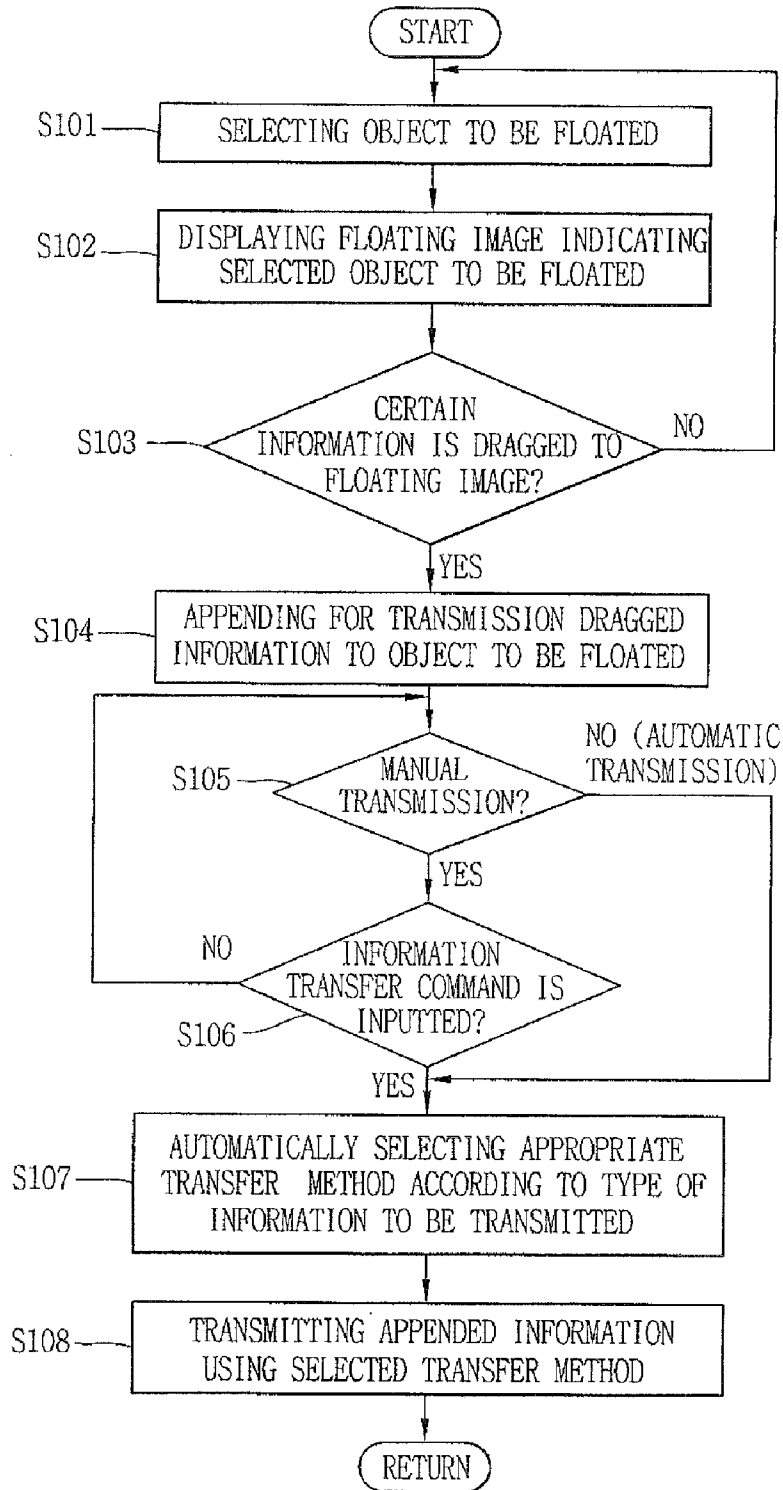 START
S101
SELECTING OBJECT TO BE FLOATED
S102
DISPLAYING FLOATING IMAGE INDICATING
SELECTED OBJECT TO BE FLOATED
S103
CERTAIN
INFORMATION IS DRAGGED TO
FLOATING IMAGE?
NO
YES
S104
APPENDING FOR TRANSMISSION DRAGGED
INFORMATION TO OBJECT TO BE FLOATED
S105
MANUAL
TRANSMISSION?
NO (AUTOMATIC
TRANSMISSION)
YES
NO
INFORMATION
TRANSFER COMMAND IS
INPUTTED?
S106
YES
S107
AUTOMATICALLY SELECTING APPROPRIATE
TRANSFER METHOD ACCORDING TO TYPE OF
INFORMATION TO BE TRANSMITTED
S108
TRANSMITTING APPENDED INFORMATION
USING SELECTED TRANSFER METHOD
RETURN